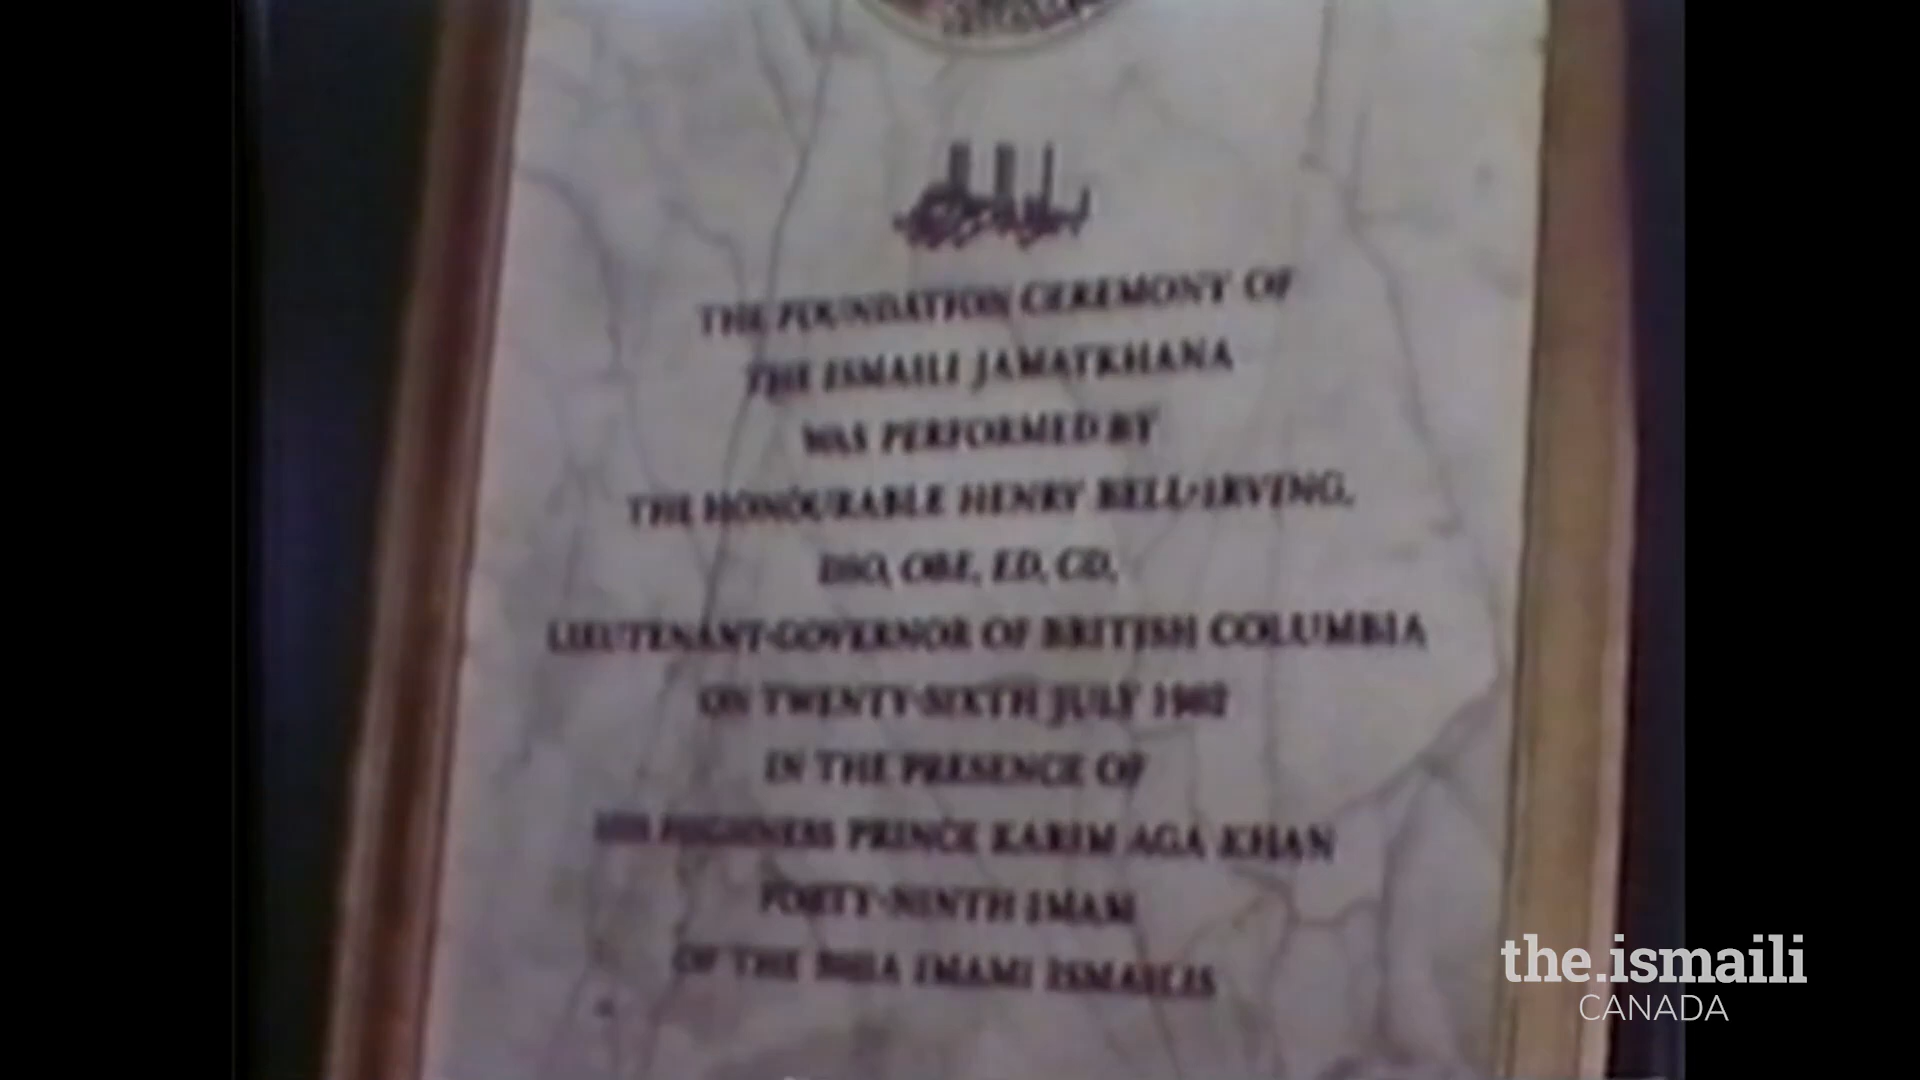 THE FOUNDATION CEREMONY OF
THE ISMAILI JAMATKHANA
WAS PERFORMED BY
THE HONOURABLE HENRY BELL-IRVING,
DSO, OBE, ED, CD,
LIEUTENANT-GOVERNOR OF BRITISH COLUMBIA
ON TWENTY-SIXTH JULY 1982
IN THE PRESENCE OF
HIS HIGHNESS PRINCE KARIM AGA KHAN
FORTY-NINTH IMAM
OF THE SHIA IMAMI ISMAILIS
the.ismaili
CANADA